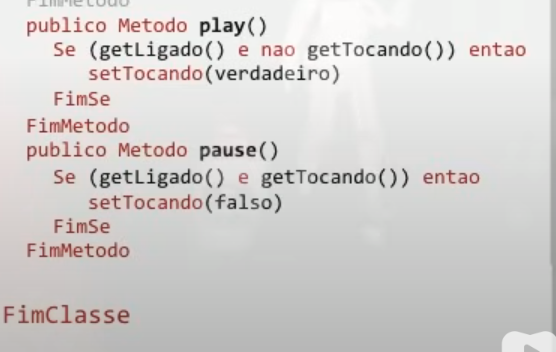 FimMetodo
publico Metodo play()
Se (getLigado() e nao getTocando()) entao
setTocando(verdadeiro)
FimSe
FimMetodo
publico Metodo pause()
Se (getLigado() e getTocando()) entao
setTocando(falso)
FimSe
FimMetodo
FimClasse